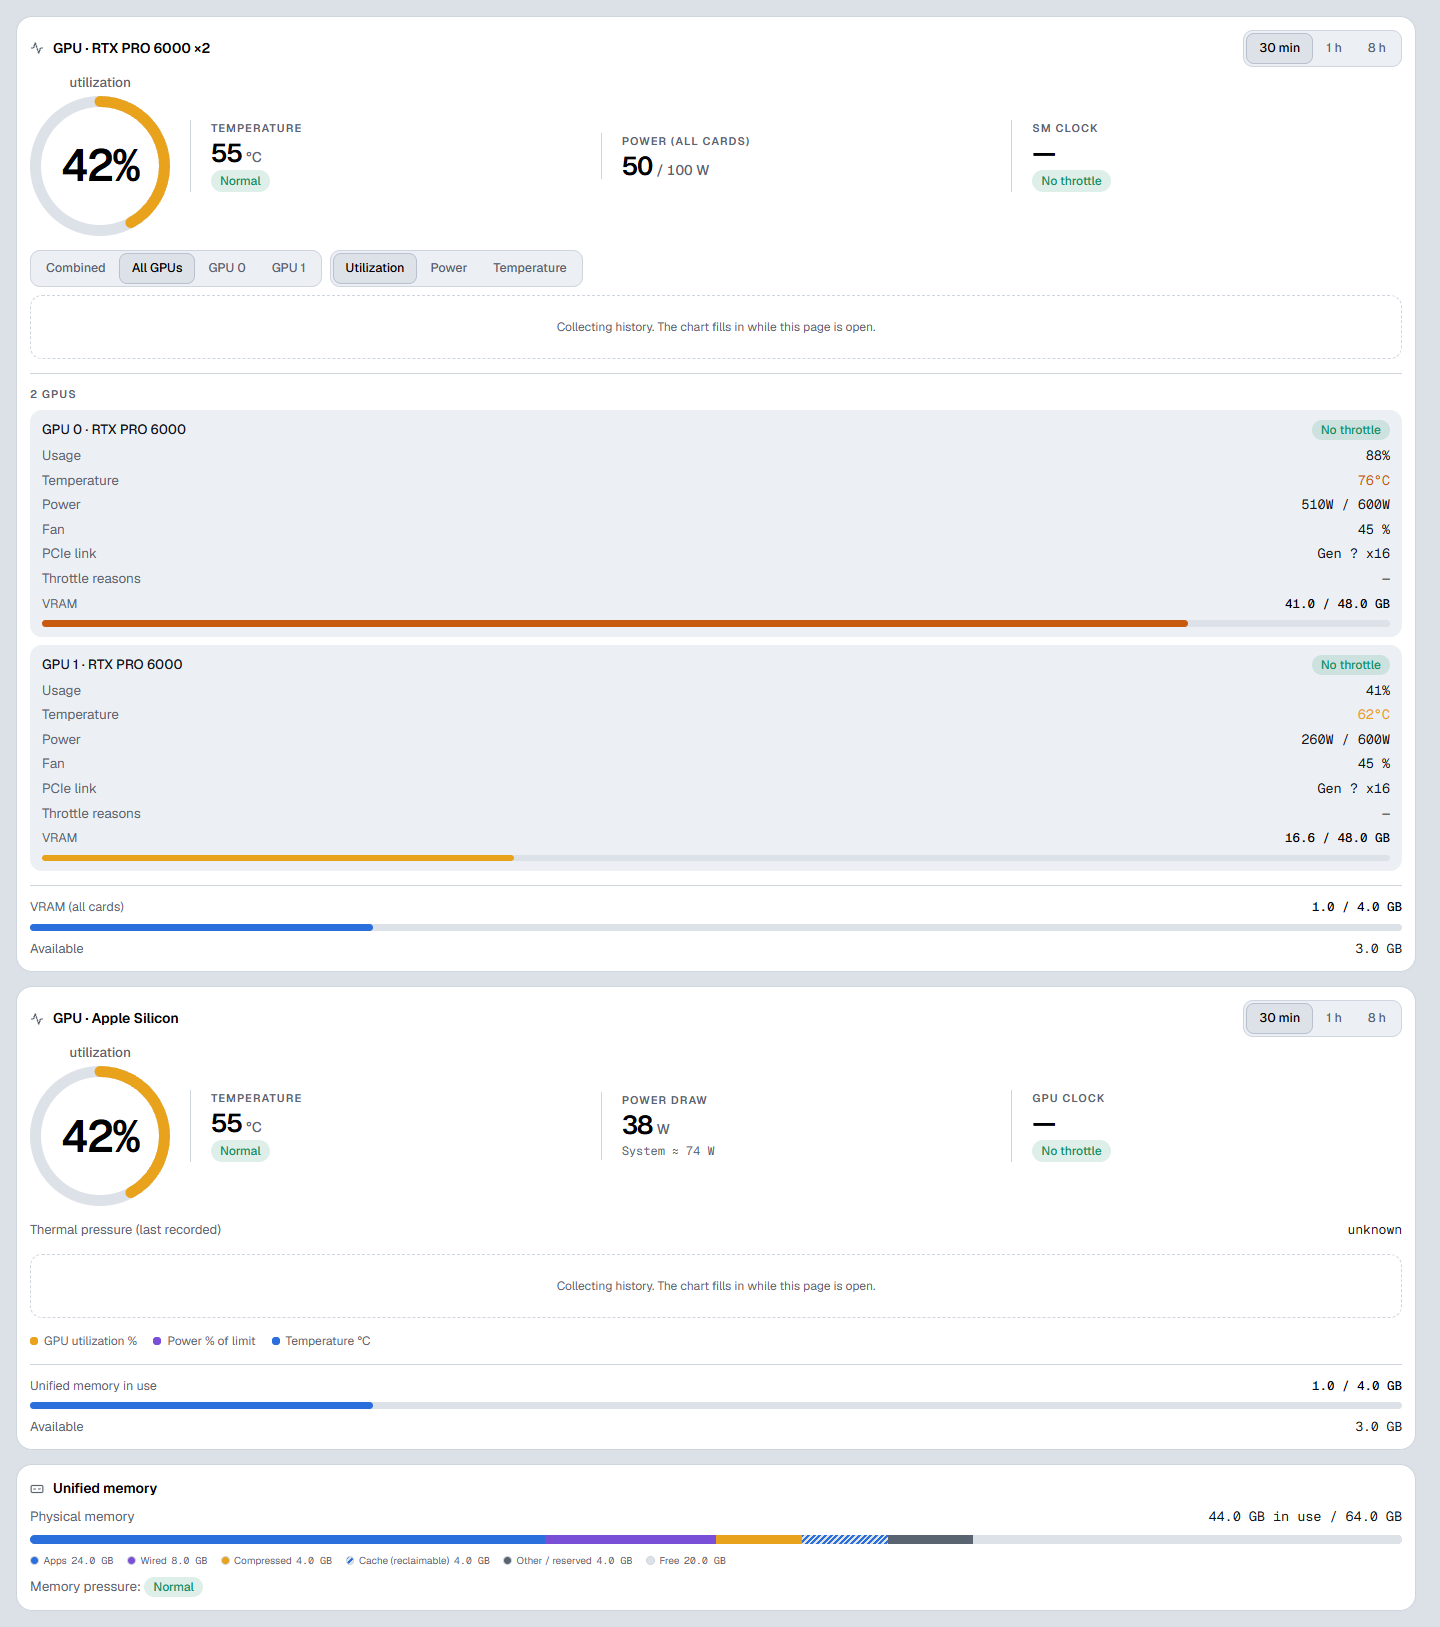 GPU · RTX PRO 6000 ×2
30 min 1 h 8 h
utilization
42%
TEMPERATURE
55 °C
Normal
POWER (ALL CARDS)
50 / 100 W
SM CLOCK
—
No throttle
Combined All GPUs GPU 0 GPU 1 Utilization Power Temperature
Collecting history. The chart fills in while this page is open.
2 GPUS
GPU 0 · RTX PRO 6000 No throttle
Usage 88%
Temperature 76°C
Power 510W / 600W
Fan 45 %
PCIe link Gen ? x16
Throttle reasons —
VRAM 41.0 / 48.0 GB
GPU 1 · RTX PRO 6000 No throttle
Usage 41%
Temperature 62°C
Power 260W / 600W
Fan 45 %
PCIe link Gen ? x16
Throttle reasons —
VRAM 16.6 / 48.0 GB
VRAM (all cards) 1.0 / 4.0 GB
Available 3.0 GB
GPU · Apple Silicon
30 min 1 h 8 h
utilization
42%
TEMPERATURE
55 °C
Normal
POWER DRAW
38 W
System ≈ 74 W
GPU CLOCK
—
No throttle
Thermal pressure (last recorded) unknown
Collecting history. The chart fills in while this page is open.
GPU utilization % Power % of limit Temperature °C
Unified memory in use 1.0 / 4.0 GB
Available 3.0 GB
Unified memory
Physical memory 44.0 GB in use / 64.0 GB
Apps 24.0 GB Wired 8.0 GB Compressed 4.0 GB Cache (reclaimable) 4.0 GB Other / reserved 4.0 GB Free 20.0 GB
Memory pressure: Normal